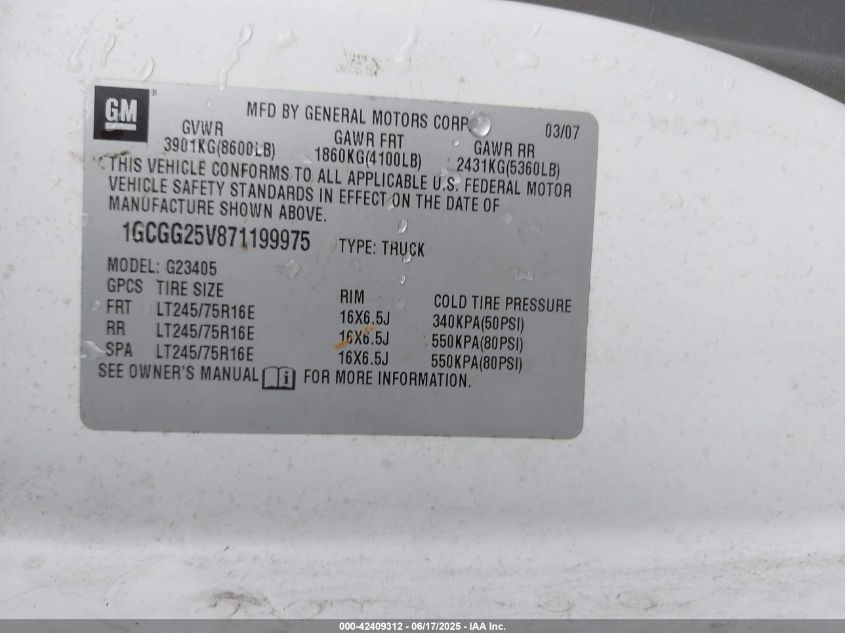 GM ®
MFD BY GENERAL MOTORS CORP 03/07
GVWR GAWR FRT GAWR RR
3901KG(8600LB) 1860KG(4100LB) 2431KG(5360LB)
THIS VEHICLE CONFORMS TO ALL APPLICABLE U.S. FEDERAL MOTOR
VEHICLE SAFETY STANDARDS IN EFFECT ON THE DATE OF
MANUFACTURE SHOWN ABOVE.
1GCGG25V871199975 TYPE: TRUCK
MODEL: G23405
GPCS TIRE SIZE RIM COLD TIRE PRESSURE
FRT LT245/75R16E 16X6.5J 340KPA(50PSI)
RR LT245/75R16E 16X6.5J 550KPA(80PSI)
SPA LT245/75R16E 16X6.5J 550KPA(80PSI)
SEE OWNER'S MANUAL i FOR MORE INFORMATION.
000-42409312 - 06/17/2025 - IAA Inc.